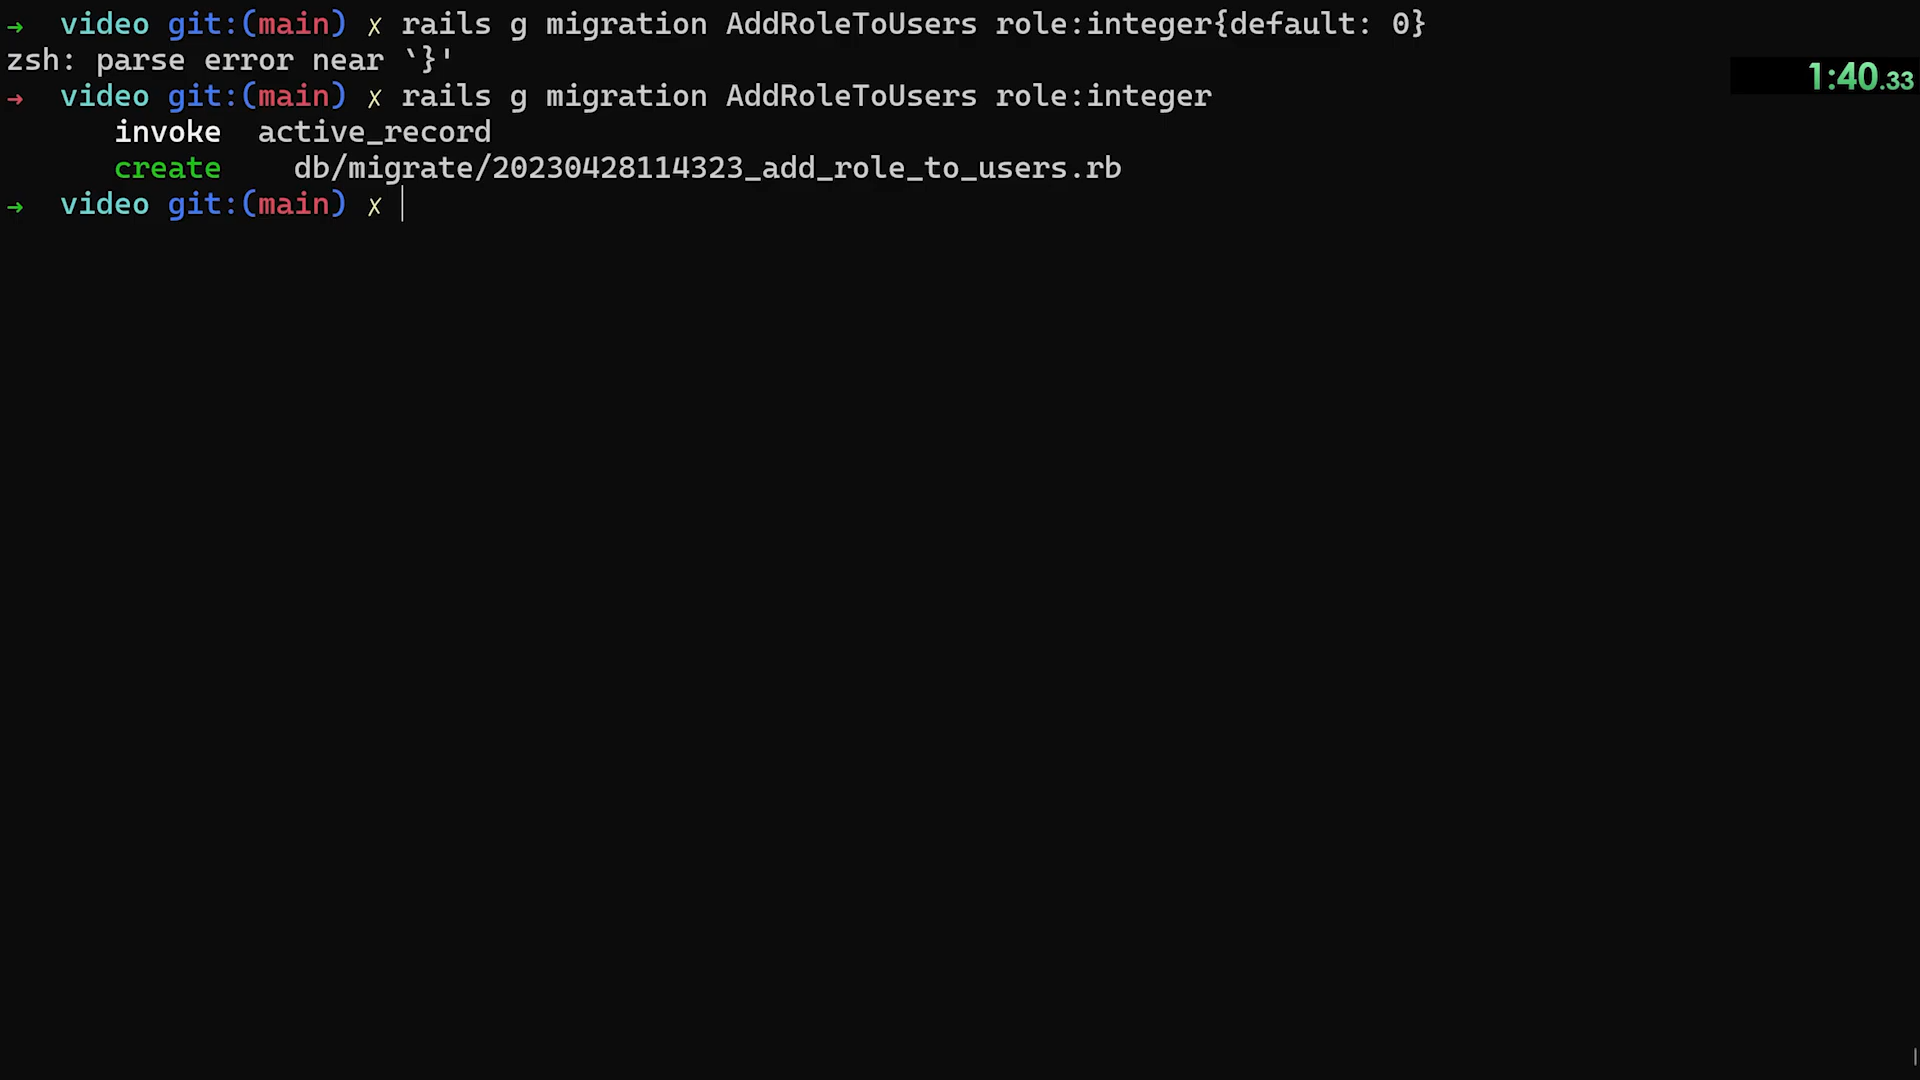 → video git:(main) ✗ rails g migration AddRoleToUsers role:integer{default: 0}
zsh: parse error near `}'
1:40.33
→ video git:(main) ✗ rails g migration AddRoleToUsers role:integer
invoke active_record
create db/migrate/20230428114323_add_role_to_users.rb
→ video git:(main) ✗